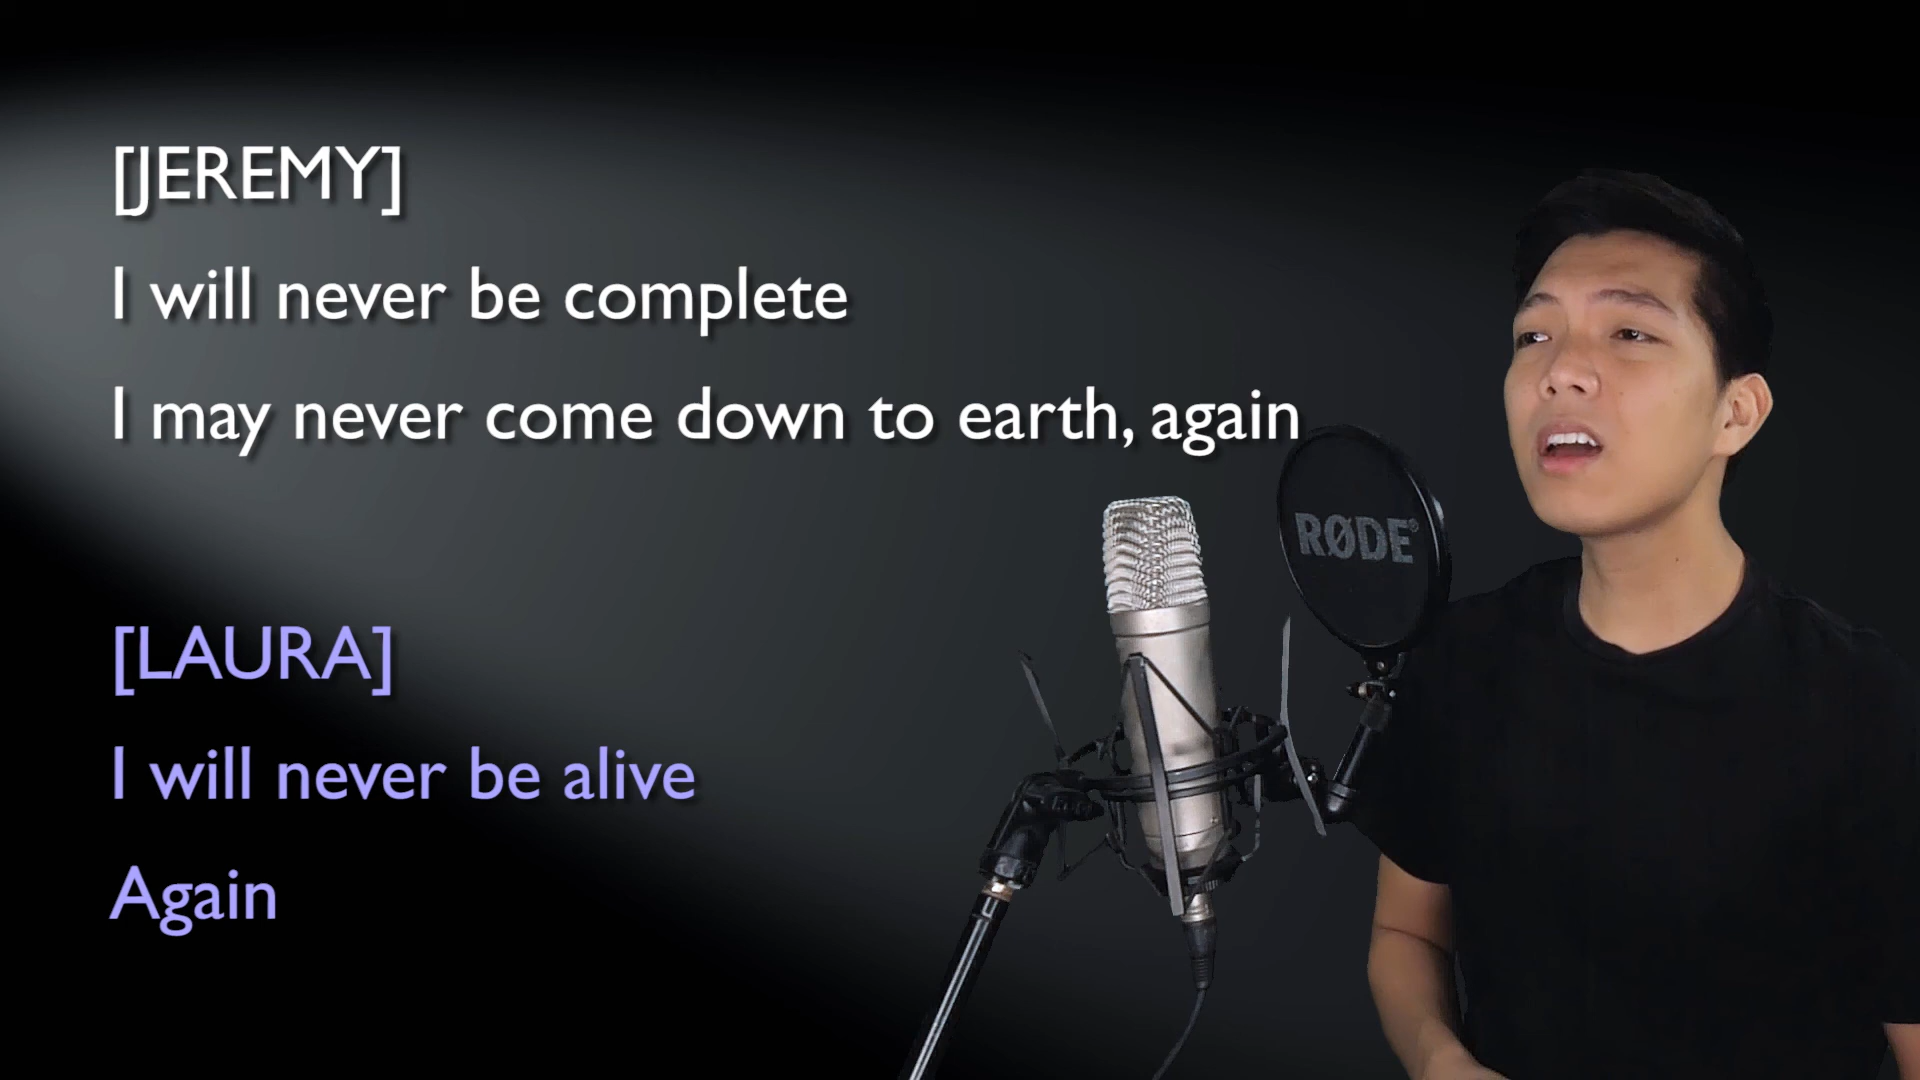 [JEREMY]
I will never be complete
I may never come down to earth, again
RØDE®
[LAURA]
I will never be alive
Again